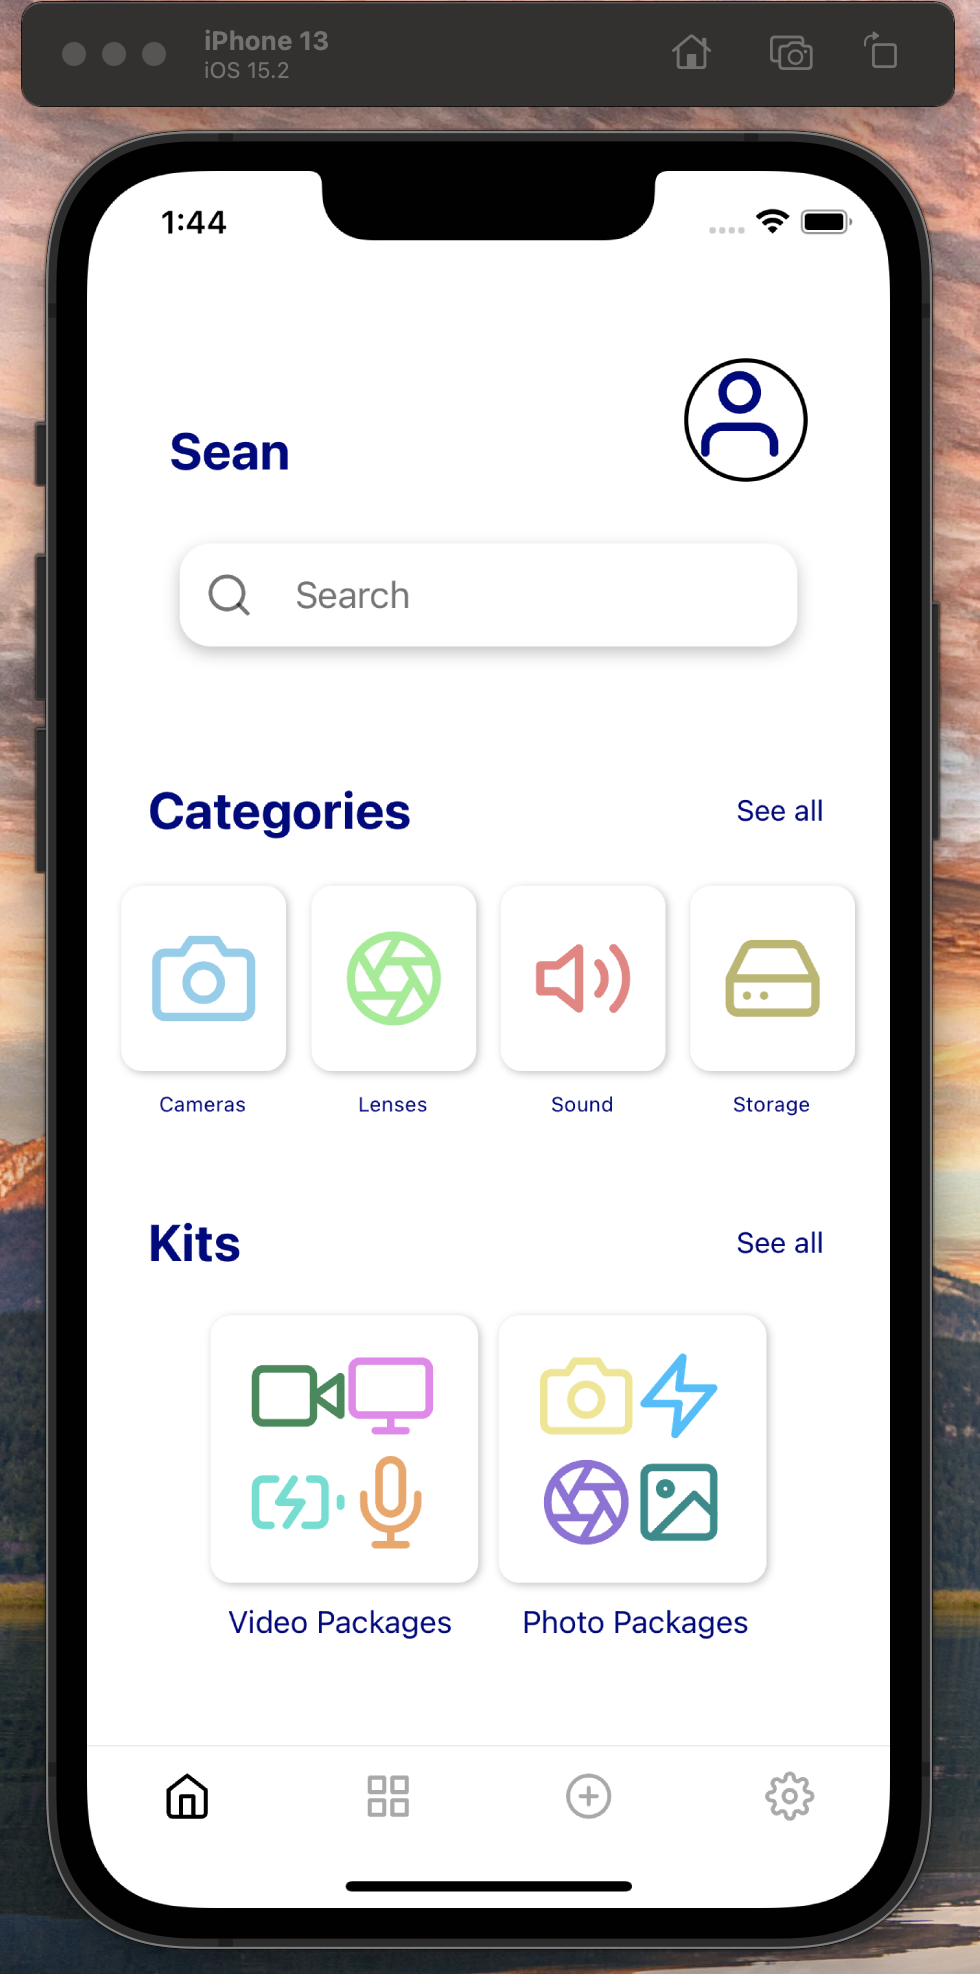 iPhone 13
iOS 15.2
1:44
Sean
Search
Categories
See all
Cameras
Lenses
Sound
Storage
Kits
See all
Video Packages
Photo Packages